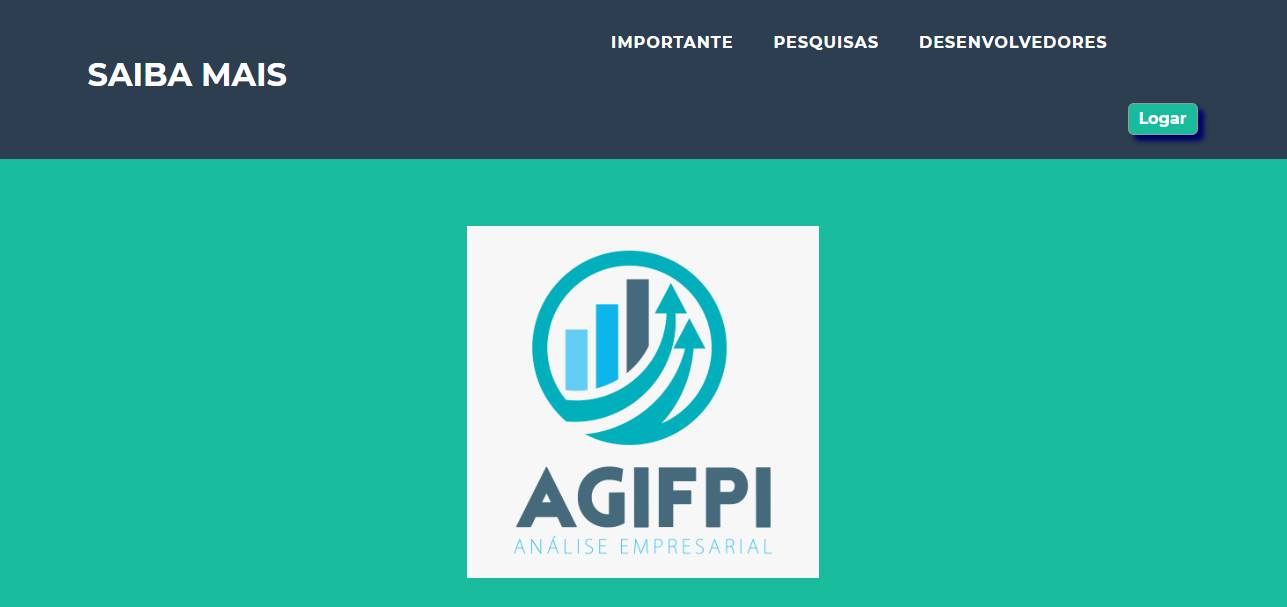 SAIBA MAIS
IMPORTANTE
PESQUISAS
DESENVOLVEDORES
Logar
AGIFPI
ANÁLISE EMPRESARIAL